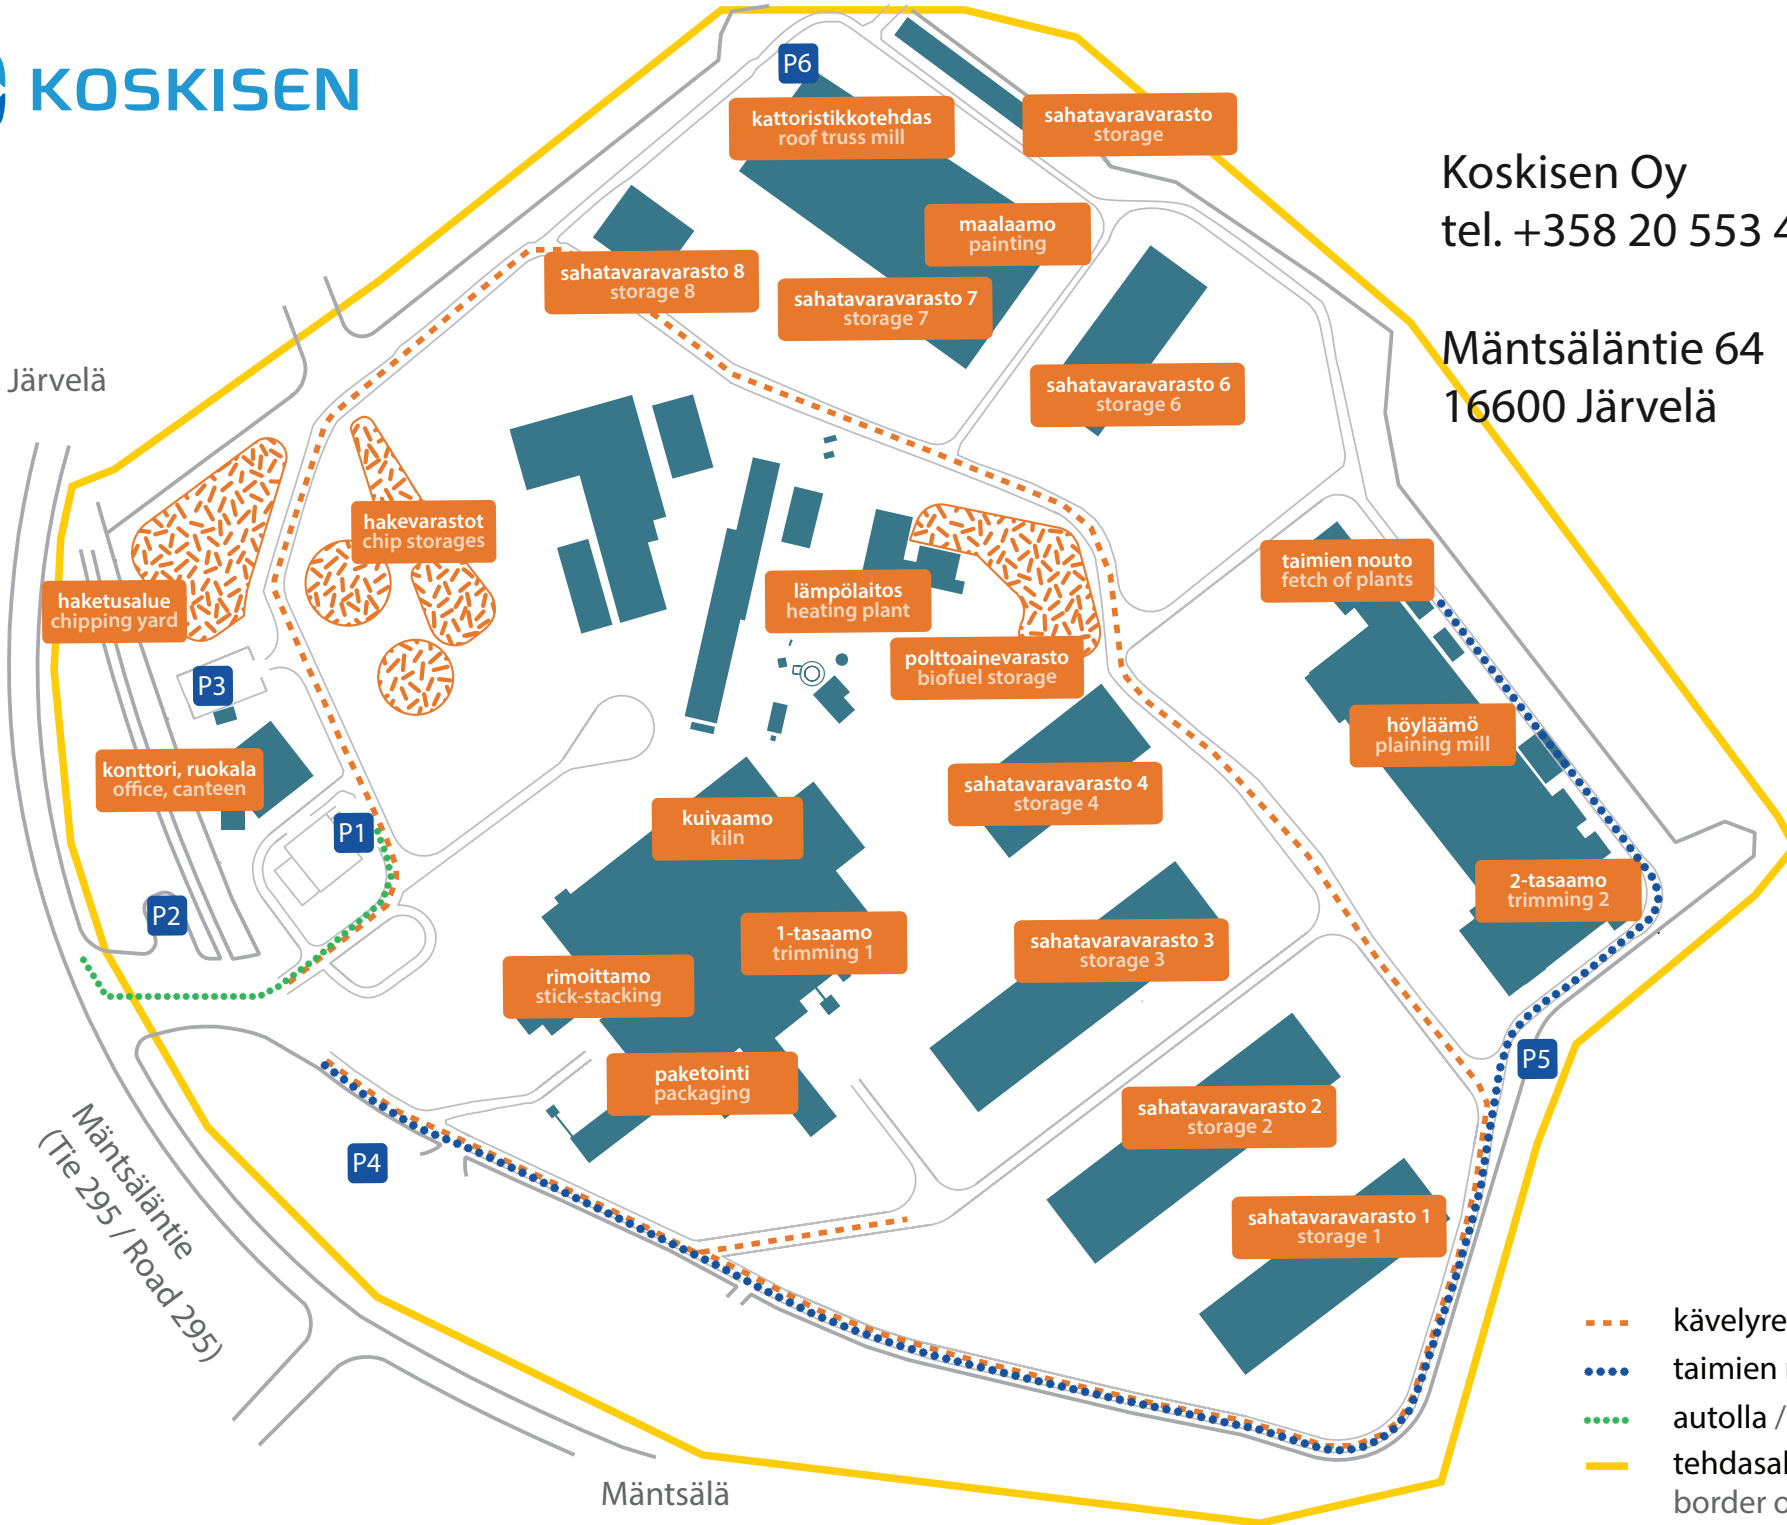 KOSKISEN
P6
kattoristikkotehdas
roof truss mill
sahatavaravarasto
storage
Koskisen Oy
tel. +358 20 553 4
maalaamo
painting
sahatavaravarasto 8
storage 8
sahatavaravarasto 7
storage 7
Mäntsäläntie 64
16600 Järvelä
Järvelä
sahatavaravarasto 6
storage 6
hakevarastot
chip storages
taimien nouto
fetch of plants
haketusalue
chipping yard
lämpölaitos
heating plant
polttoainevarasto
biofuel storage
P3
höyläämö
plaining mill
konttori, ruokala
office, canteen
sahatavaravarasto 4
storage 4
kuivaamo
kiln
P1
2-tasaamo
trimming 2
P2
1-tasaamo
trimming 1
sahatavaravarasto 3
storage 3
rimoittamo
stick-stacking
P5
paketointi
packaging
sahatavaravarasto 2
storage 2
P4
Mäntsäläntie
(Tie 295 / Road 295)
sahatavaravarasto 1
storage 1
kävelyre
taimien
autolla /
tehdasal
border o
Mäntsälä